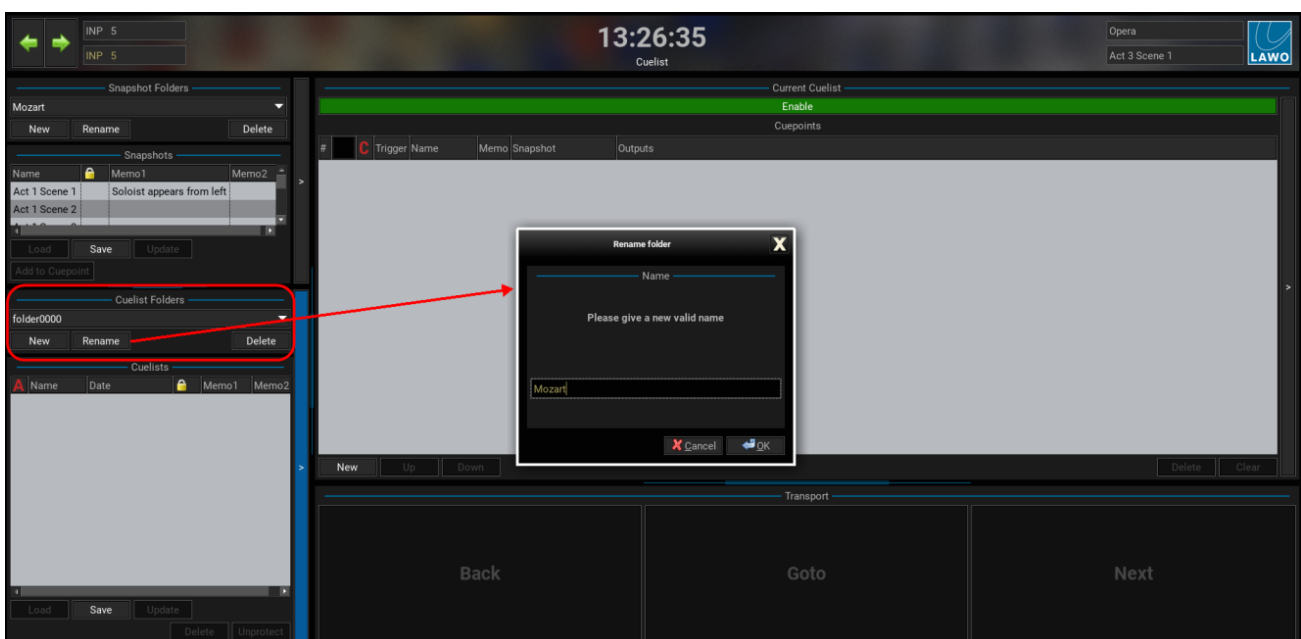 INP 5
INP 5
13:26:35
Cuelist
Opera
Act 3 Scene 1
LAWO
Snapshot Folders
Mozart
New Rename Delete
Snapshots
Name Memo1 Memo2
Act 1 Scene 1 Soloist appears from left
Act 1 Scene 2
Load Save Update
Add to Cuepoint
Cuelist Folders
folder0000
New Rename Delete
Cuelists
A Name Date Memo1 Memo2
Load Save Update
Delete Unprotect
Current Cuelist
Enable
Cuepoints
# C Trigger Name Memo Snapshot Outputs
Rename folder X
Name
Please give a new valid name
Mozart
Cancel OK
New Up Down Delete Clear
Transport
Back Goto Next